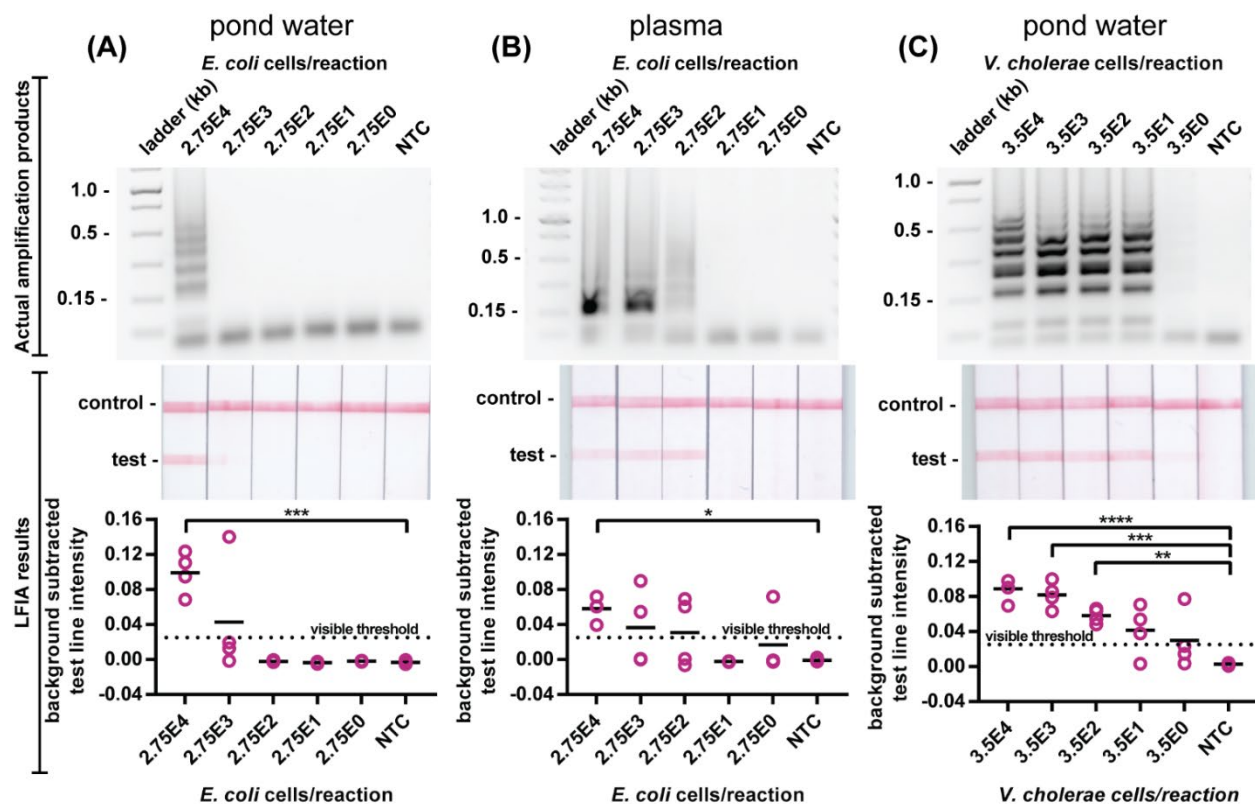 pond water
(A)
E. coli cells/reaction
ladder (kb)
2.75E4
2.75E3
2.75E2
2.75E1
2.75E0
NTC
Actual amplification products
1.0 -
0.5 -
0.15 -
control -
test -
LFIA results
background subtracted
test line intensity
0.16
0.12
0.08
0.04
0.00
-0.04
***
visible threshold
2.75E4
2.75E3
2.75E2
2.75E1
2.75E0
NTC
E. coli cells/reaction
plasma
(B)
E. coli cells/reaction
ladder (kb)
2.75E4
2.75E3
2.75E2
2.75E1
2.75E0
NTC
1.0 -
0.5 -
0.15 -
control -
test -
background subtracted
test line intensity
0.16
0.12
0.08
0.04
0.00
-0.04
*
visible threshold
2.75E4
2.75E3
2.75E2
2.75E1
2.75E0
NTC
E. coli cells/reaction
pond water
(C)
V. cholerae cells/reaction
ladder (kb)
3.5E4
3.5E3
3.5E2
3.5E1
3.5E0
NTC
1.0 -
0.5 -
0.15 -
control -
test -
background subtracted
test line intensity
0.16
0.12
0.08
0.04
0.00
-0.04
****
***
**
visible threshold
3.5E4
3.5E3
3.5E2
3.5E1
3.5E0
NTC
V. cholerae cells/reaction